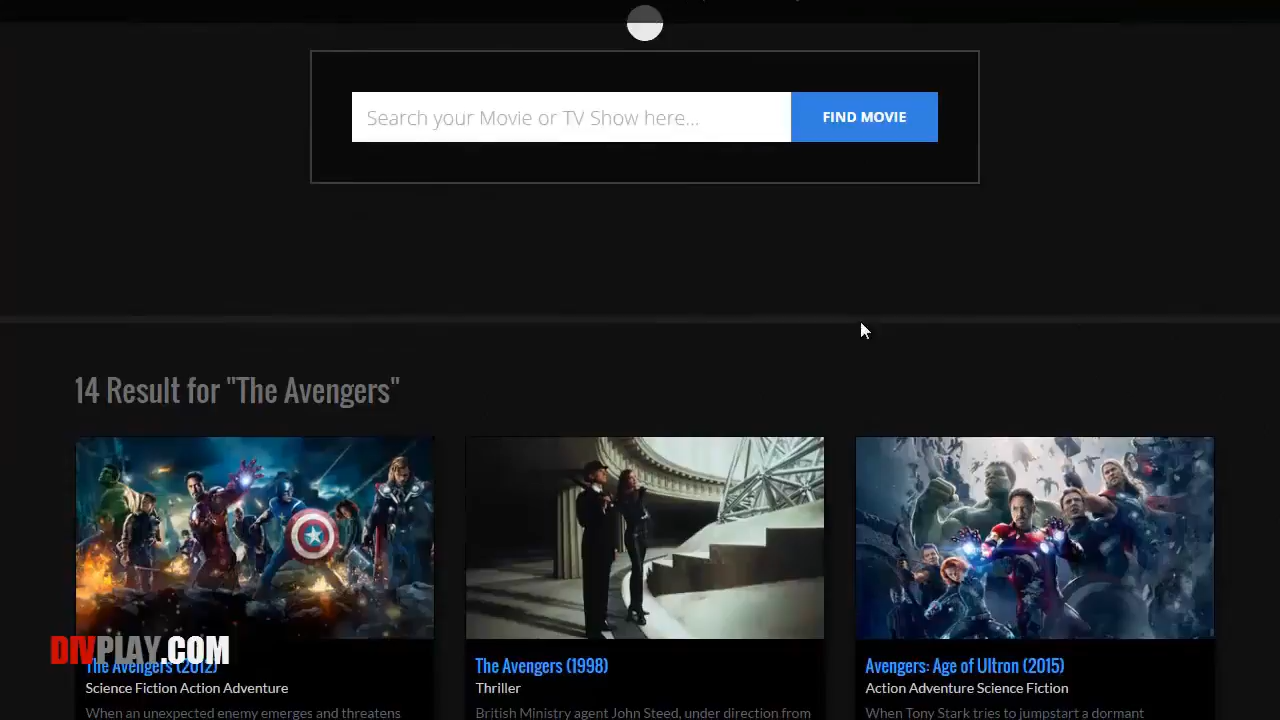 Search your Movie or TV Show here...
FIND MOVIE
14 Result for "The Avengers"
DIVPLAY.COM
The Avengers (2012)
Science Fiction Action Adventure
When an unexpected enemy emerges and threatens
The Avengers (1998)
Thriller
British Ministry agent John Steed, under direction from
Avengers: Age of Ultron (2015)
Action Adventure Science Fiction
When Tony Stark tries to jumpstart a dormant